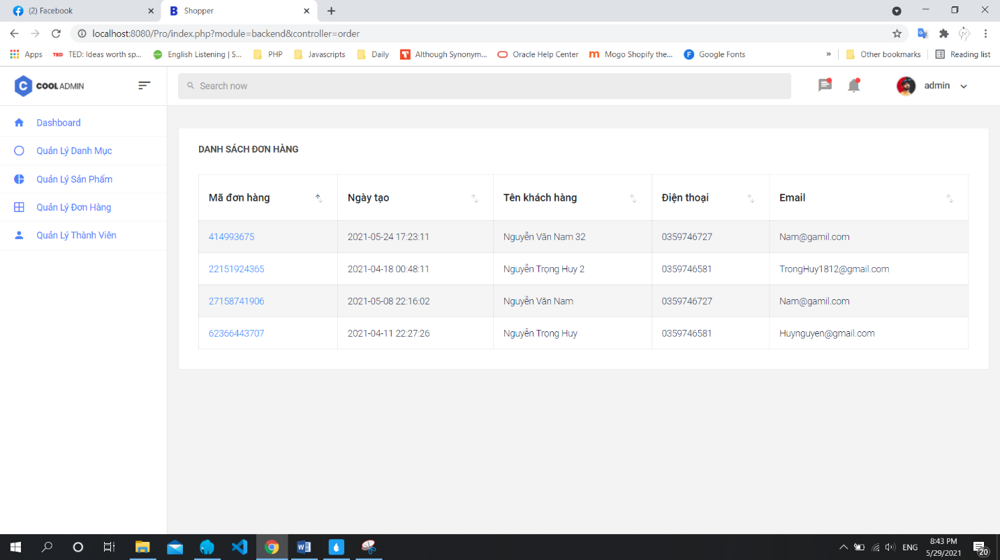 (2) Facebook
Shopper
localhost:8080/Pro/index.php?module=backend&controller=order
Apps TED TED: Ideas worth sp... English Listening | S... PHP Javascripts Daily Although Synonym... Oracle Help Center Mogo Shopify the... Google Fonts » Other bookmarks Reading list
COOL ADMIN
Search now
admin
Dashboard
Quản Lý Danh Mục
Quản Lý Sản Phẩm
Quản Lý Đơn Hàng
Quản Lý Thành Viên
DANH SÁCH ĐƠN HÀNG
Mã đơn hàng Ngày tạo Tên khách hàng Điện thoại Email
414993675 2021-05-24 17:23:11 Nguyễn Văn Nam 32 0359746727 Nam@gamil.com
22151924365 2021-04-18 00:48:11 Nguyễn Trọng Huy 2 0359746581 TrongHuy1812@gmail.com
27158741906 2021-05-08 22:16:02 Nguyễn Văn Nam 0359746727 Nam@gamil.com
62366443707 2021-04-11 22:27:26 Nguyễn Trọng Huy 0359746581 Huynguyen@gmail.com
ENG
8:43 PM
5/29/2021
20